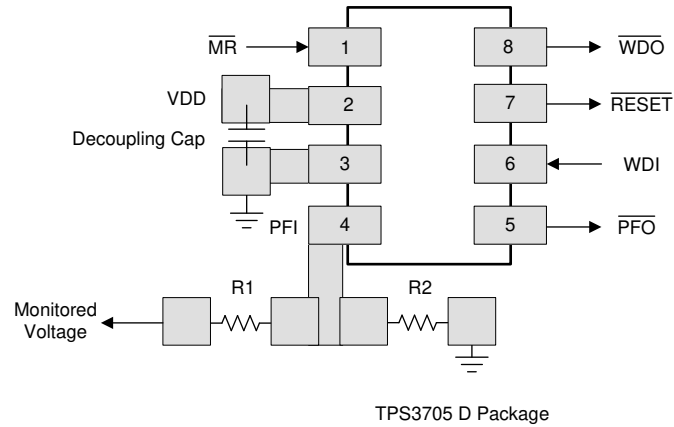 MR
1
8
WDO
VDD
2
7
RESET
Decoupling Cap
3
6
WDI
PFI
4
5
PFO
R1
R2
Monitored
Voltage
TPS3705 D Package